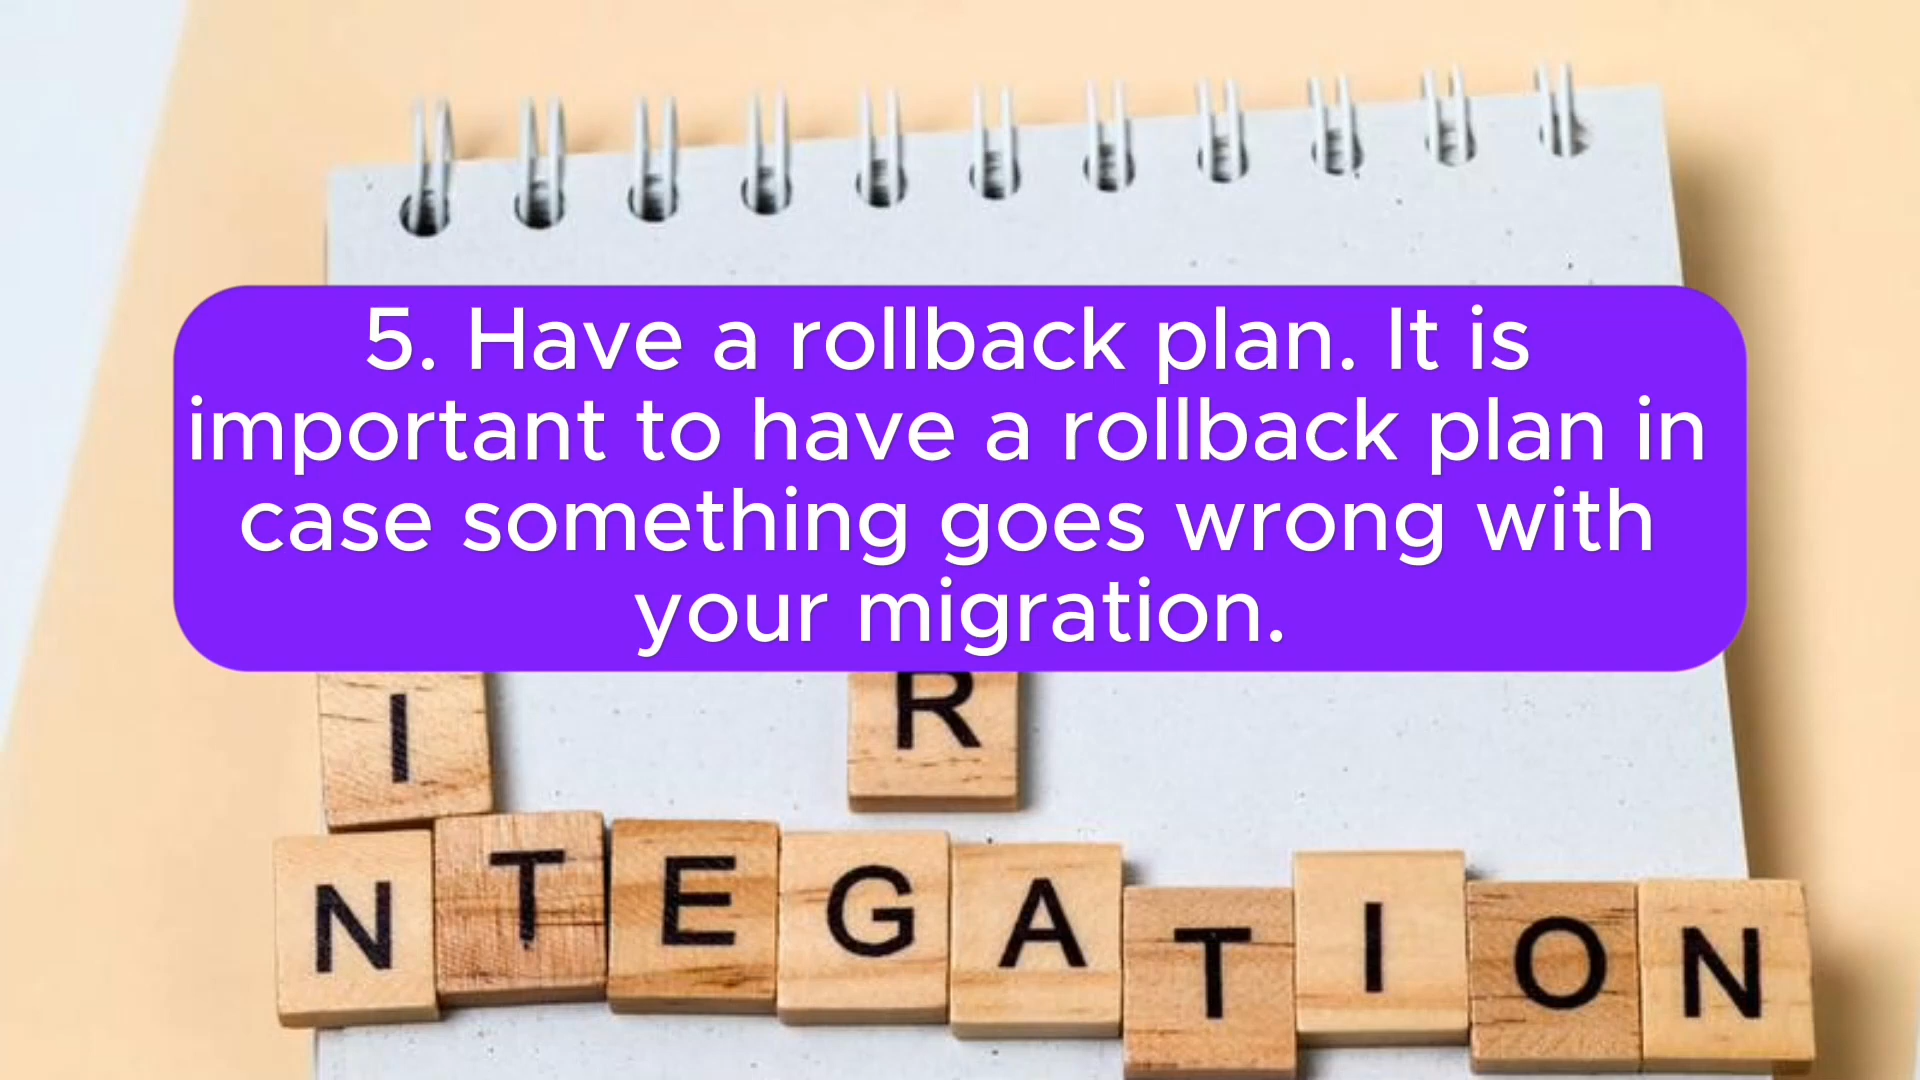 5. Have a rollback plan. It is
important to have a rollback plan in
case something goes wrong with
your migration.
I R
NTEGATION